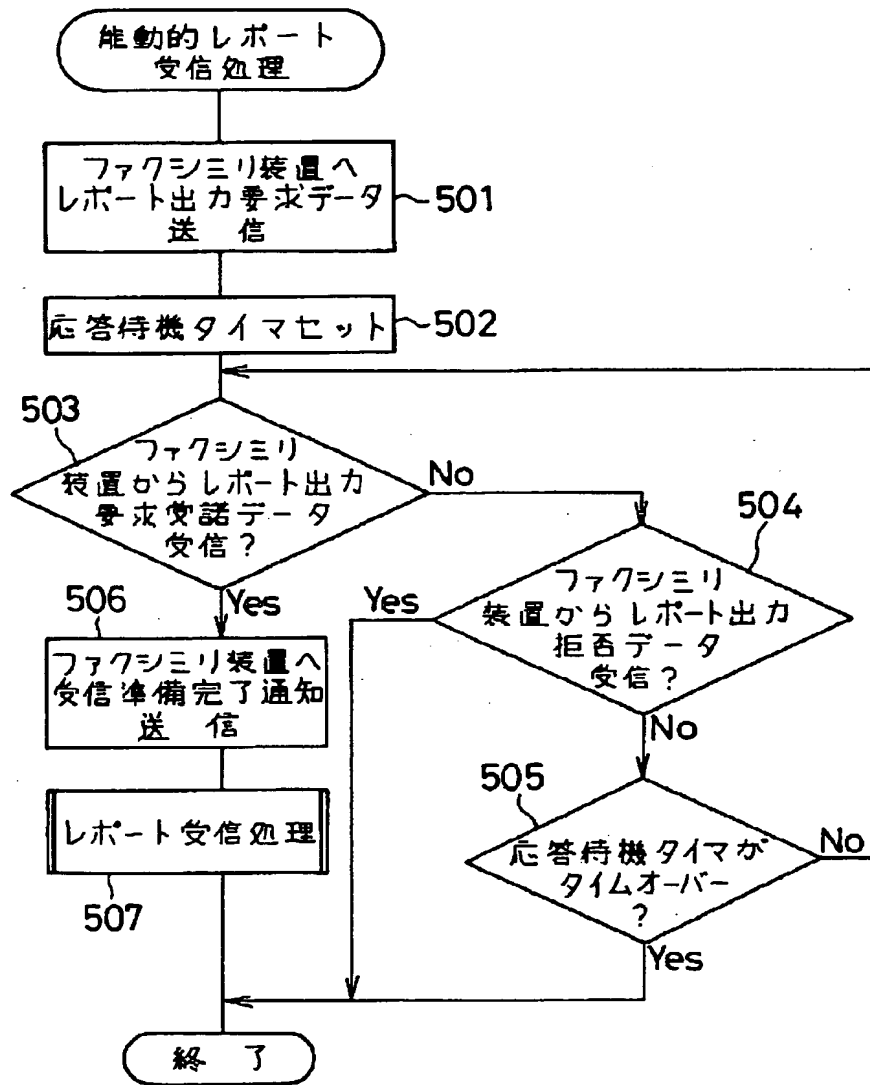 能動的レポート
受信処理
ファクシミリ装置へ
レポート出力要求データ
送 信
501
応答待機タイマセット
502
503
ファクシミリ
装置からレポート出力
要求受諾データ
受信?
No
Yes
504
ファクシミリ
装置からレポート出力
拒否データ
受信?
Yes
No
506
ファクシミリ装置へ
受信準備完了通知
送 信
505
応答待機タイマが
タイムオーバー
?
No
Yes
レポート受信処理
507
終 了